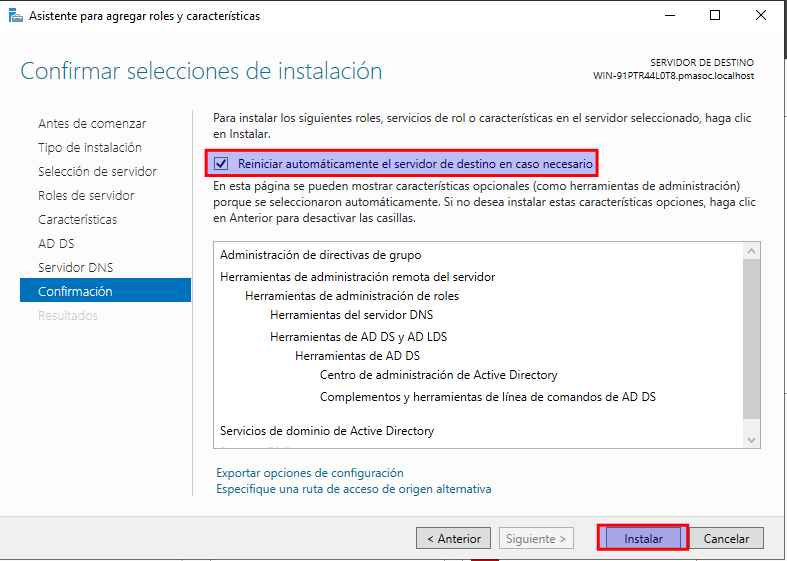 Asistente para agregar roles y características
Confirmar selecciones de instalación
SERVIDOR DE DESTINO
WIN-91PTR44L0T8.pmasoc.localhost
Antes de comenzar
Tipo de instalación
Selección de servidor
Roles de servidor
Características
AD DS
Servidor DNS
Confirmación
Resultados
Para instalar los siguientes roles, servicios de rol o características en el servidor seleccionado, haga clic
en Instalar.
Reiniciar automáticamente el servidor de destino en caso necesario
En esta página se pueden mostrar características opcionales (como herramientas de administración)
porque se seleccionaron automáticamente. Si no desea instalar estas características opciones, haga clic
en Anterior para desactivar las casillas.
Administración de directivas de grupo
Herramientas de administración remota del servidor
Herramientas de administración de roles
Herramientas del servidor DNS
Herramientas de AD DS y AD LDS
Herramientas de AD DS
Centro de administración de Active Directory
Complementos y herramientas de línea de comandos de AD DS
Servicios de dominio de Active Directory
Exportar opciones de configuración
Especifique una ruta de acceso de origen alternativa
< Anterior
Siguiente >
Instalar
Cancelar